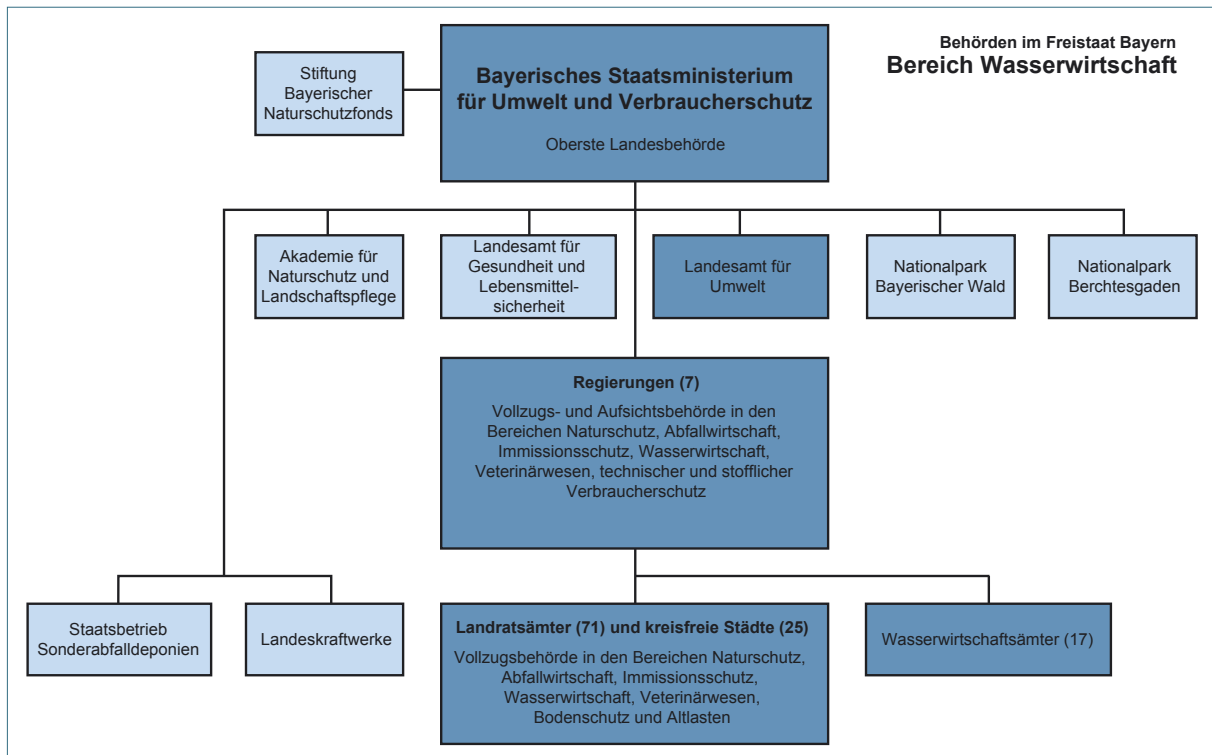 Behörden im Freistaat Bayern
Bereich Wasserwirtschaft
Stiftung
Bayerischer
Naturschutzfonds
Bayerisches Staatsministerium
für Umwelt und Verbraucherschutz
Oberste Landesbehörde
Akademie für
Naturschutz und
Landschaftspflege
Landesamt für
Gesundheit und
Lebensmittel-
sicherheit
Landesamt für
Umwelt
Nationalpark
Bayerischer Wald
Nationalpark
Berchtesgaden
Regierungen (7)
Vollzugs- und Aufsichtsbehörde in den
Bereichen Naturschutz, Abfallwirtschaft,
Immissionsschutz, Wasserwirtschaft,
Veterinärwesen, technischer und stofflicher
Verbraucherschutz
Staatsbetrieb
Sonderabfalldeponien
Landeskraftwerke
Landratsämter (71) und kreisfreie Städte (25)
Vollzugsbehörde in den Bereichen Naturschutz,
Abfallwirtschaft, Immissionsschutz,
Wasserwirtschaft, Veterinärwesen,
Bodenschutz und Altlasten
Wasserwirtschaftsämter (17)